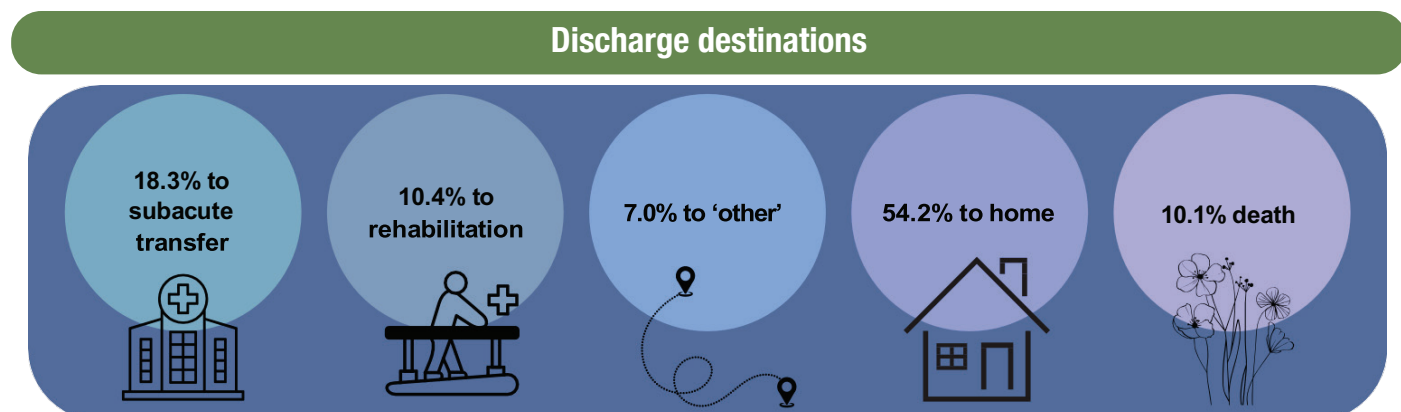 Discharge destinations
18.3% to
subacute
transfer
10.4% to
rehabilitation
7.0% to ‘other’
54.2% to home
10.1% death